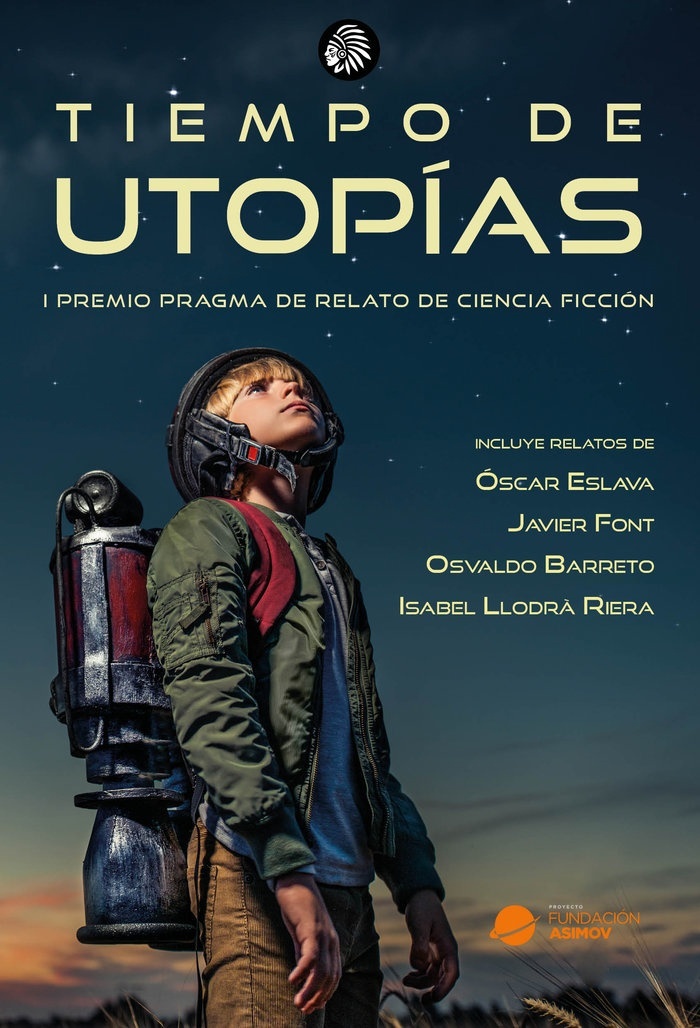 TIEMPO DE
UTOPÍAS
I PREMIO PRAGMA DE RELATO DE CIENCIA FICCIÓN
INCLUYE RELATOS DE
ÓSCAR ESLAVA
JAVIER FONT
OSVALDO BARRETO
ISABEL LLODRÀ RIERA
PROYECTO
FUNDACIÓN
ASIMOV